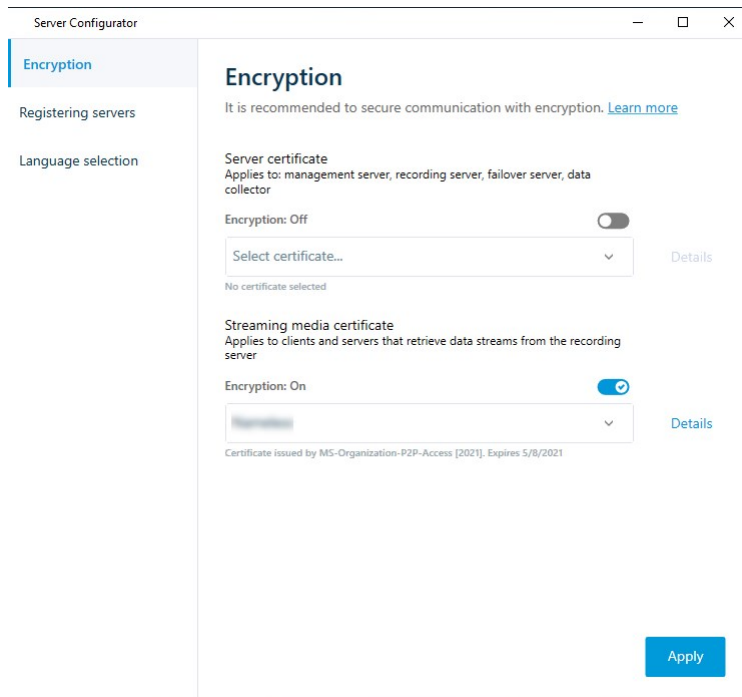 Server Configurator
Encryption
Registering servers
Language selection
Encryption
It is recommended to secure communication with encryption. Learn more
Server certificate
Applies to: management server, recording server, failover server, data
collector
Encryption: Off
Select certificate...
Details
No certificate selected
Streaming media certificate
Applies to clients and servers that retrieve data streams from the recording
server
Encryption: On
Details
Certificate issued by MS-Organization-P2P-Access [2021]. Expires 5/8/2021
Apply